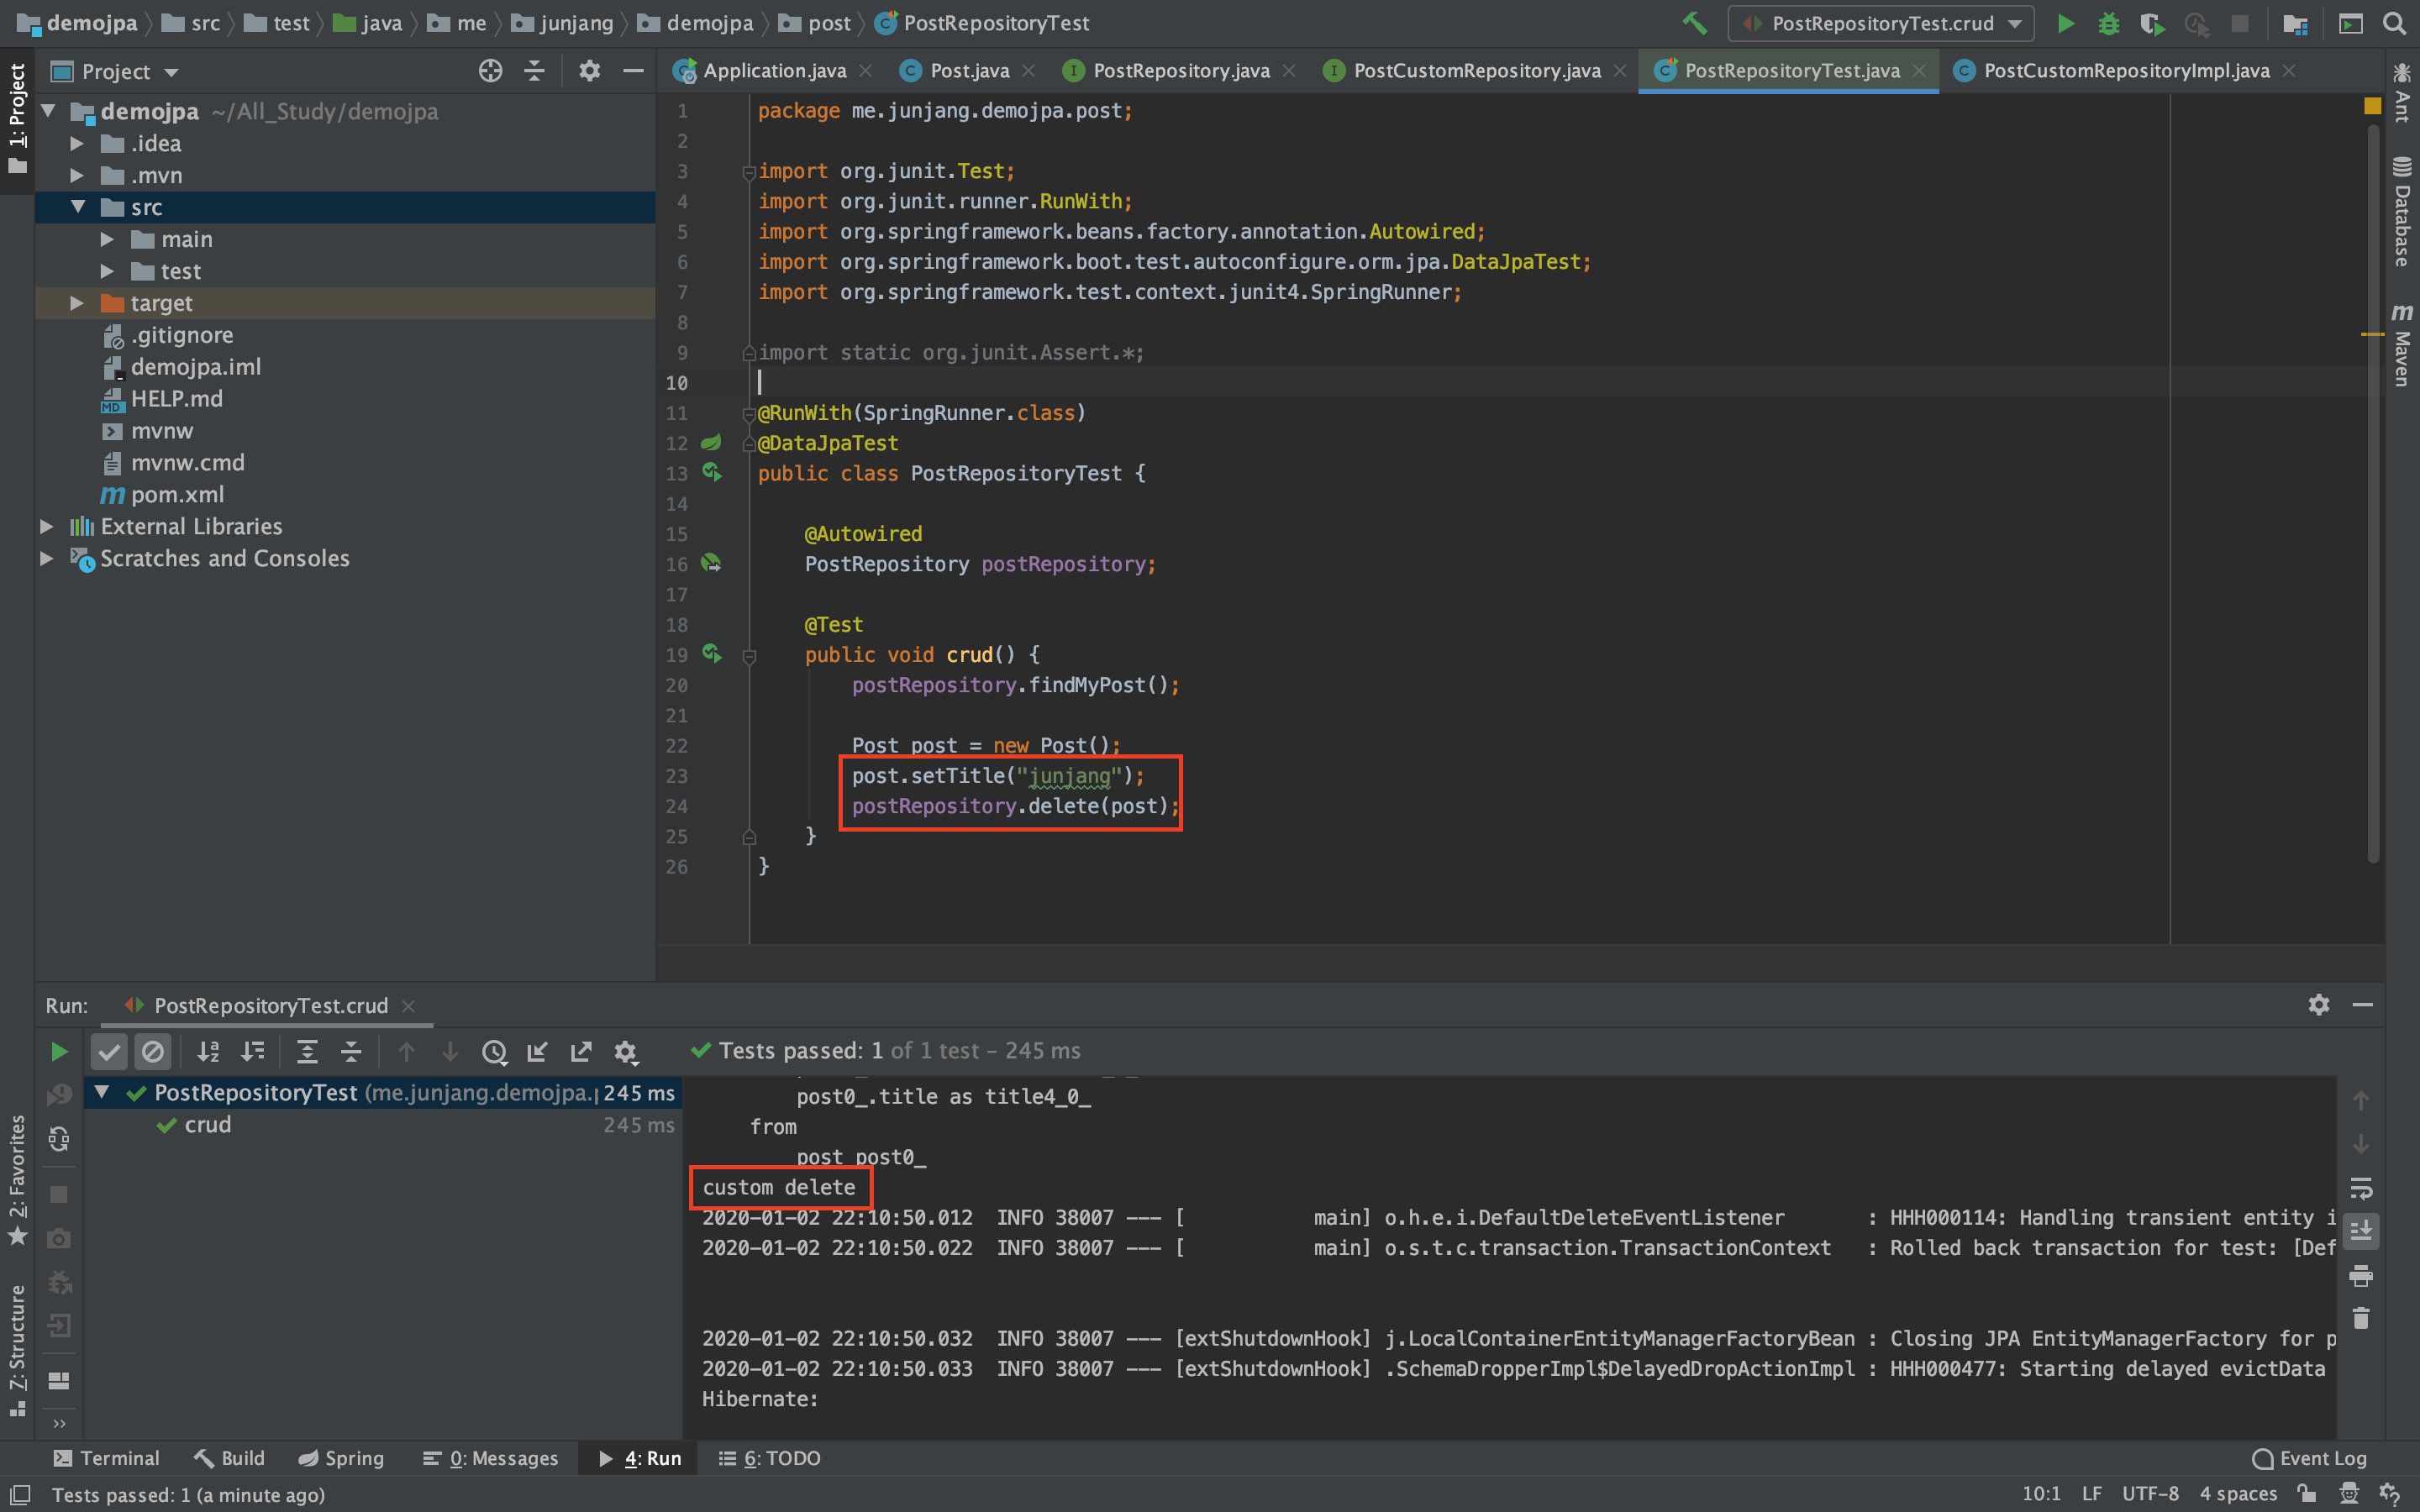 demojpa src test java me junjang demojpa post PostRepositoryTest
PostRepositoryTest.crud
1: Project
Project
Application.java
Post.java
PostRepository.java
PostCustomRepository.java
PostRepositoryTest.java
PostCustomRepositoryImpl.java
demojpa ~/All_Study/demojpa
.idea
.mvn
src
main
test
target
.gitignore
demojpa.iml
HELP.md
mvnw
mvnw.cmd
pom.xml
External Libraries
Scratches and Consoles
1 package me.junjang.demojpa.post;
2
3 import org.junit.Test;
4 import org.junit.runner.RunWith;
5 import org.springframework.beans.factory.annotation.Autowired;
6 import org.springframework.boot.test.autoconfigure.orm.jpa.DataJpaTest;
7 import org.springframework.test.context.junit4.SpringRunner;
8
9 import static org.junit.Assert.*;
10
11 @RunWith(SpringRunner.class)
12 @DataJpaTest
13 public class PostRepositoryTest {
14
15 @Autowired
16 PostRepository postRepository;
17
18 @Test
19 public void crud() {
20 postRepository.findMyPost();
21
22 Post post = new Post();
23 post.setTitle("junjang");
24 postRepository.delete(post);
25 }
26 }
Ant
Database
Maven
Run: PostRepositoryTest.crud
Tests passed: 1 of 1 test – 245 ms
PostRepositoryTest (me.junjang.demojpa.p 245 ms
crud 245 ms
post0_.title as title4_0_
from
post post0_
custom delete
2020-01-02 22:10:50.012 INFO 38007 --- [ main] o.h.e.i.DefaultDeleteEventListener : HHH000114: Handling transient entity i
2020-01-02 22:10:50.022 INFO 38007 --- [ main] o.s.t.c.transaction.TransactionContext : Rolled back transaction for test: [Def
2020-01-02 22:10:50.032 INFO 38007 --- [extShutdownHook] j.LocalContainerEntityManagerFactoryBean : Closing JPA EntityManagerFactory for p
2020-01-02 22:10:50.033 INFO 38007 --- [extShutdownHook] .SchemaDropperImpl$DelayedDropActionImpl : HHH000477: Starting delayed evictData
Hibernate:
2: Favorites
Z: Structure
Terminal
Build
Spring
0: Messages
4: Run
6: TODO
Event Log
Tests passed: 1 (a minute ago)
10:1 LF UTF-8 4 spaces